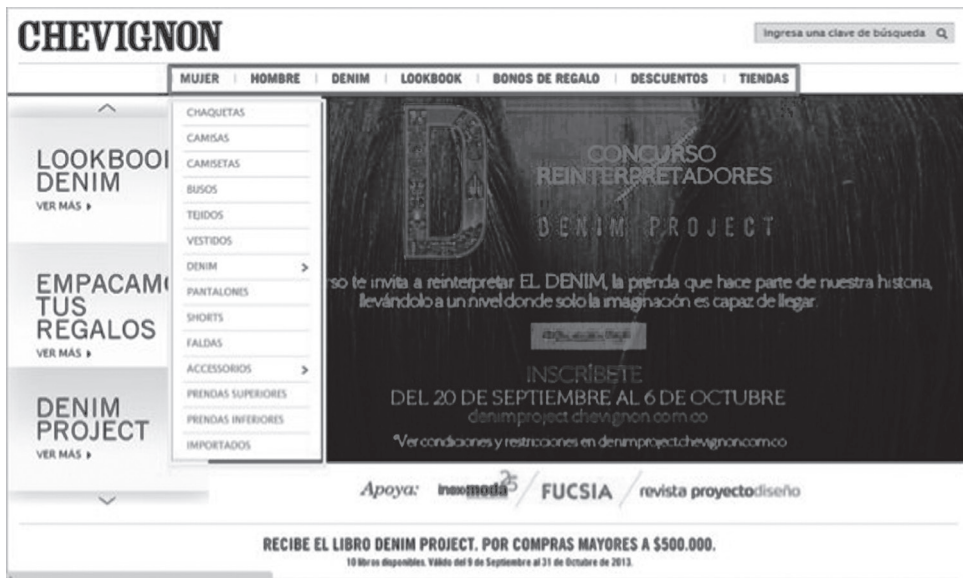 CHEVIGNON
Ingresa una clave de búsqueda
MUJER HOMBRE DENIM LOOKBOOK BONOS DE REGALO DESCUENTOS TIENDAS
CHAQUETAS
CAMISAS
CAMISETAS
BUSOS
TEJIDOS
VESTIDOS
DENIM
PANTALONES
SHORTS
FALDAS
ACCESSORIOS
PRENDAS SUPERIORES
PRENDAS INFERIORES
IMPORTADOS
LOOKBOO
DENIM
VER MÁS
EMPACAM
TUS
REGALOS
VER MÁS
DENIM
PROJECT
VER MÁS
D
CONCURSO
REINTERPRETADORES
DENIM PROJECT
so te invita a reinterpretar EL DENIM, la prenda que hace parte de nuestra historia,
llevándolo a un nivel donde solo la imaginación es capaz de llegar.
INSCRÍBETE
DEL 20 DE SEPTIEMBRE AL 6 DE OCTUBRE
denimproject.chevignon.com.co
*Ver condiciones y restricciones en denimproject.chevignon.com.co
Apoya: inexmoda 25 FUCSIA revista proyectodiseño
RECIBE EL LIBRO DENIM PROJECT. POR COMPRAS MAYORES A $500.000.
10 libros disponibles. Válido del 9 de Septiembre al 31 de Octubre de 2013.